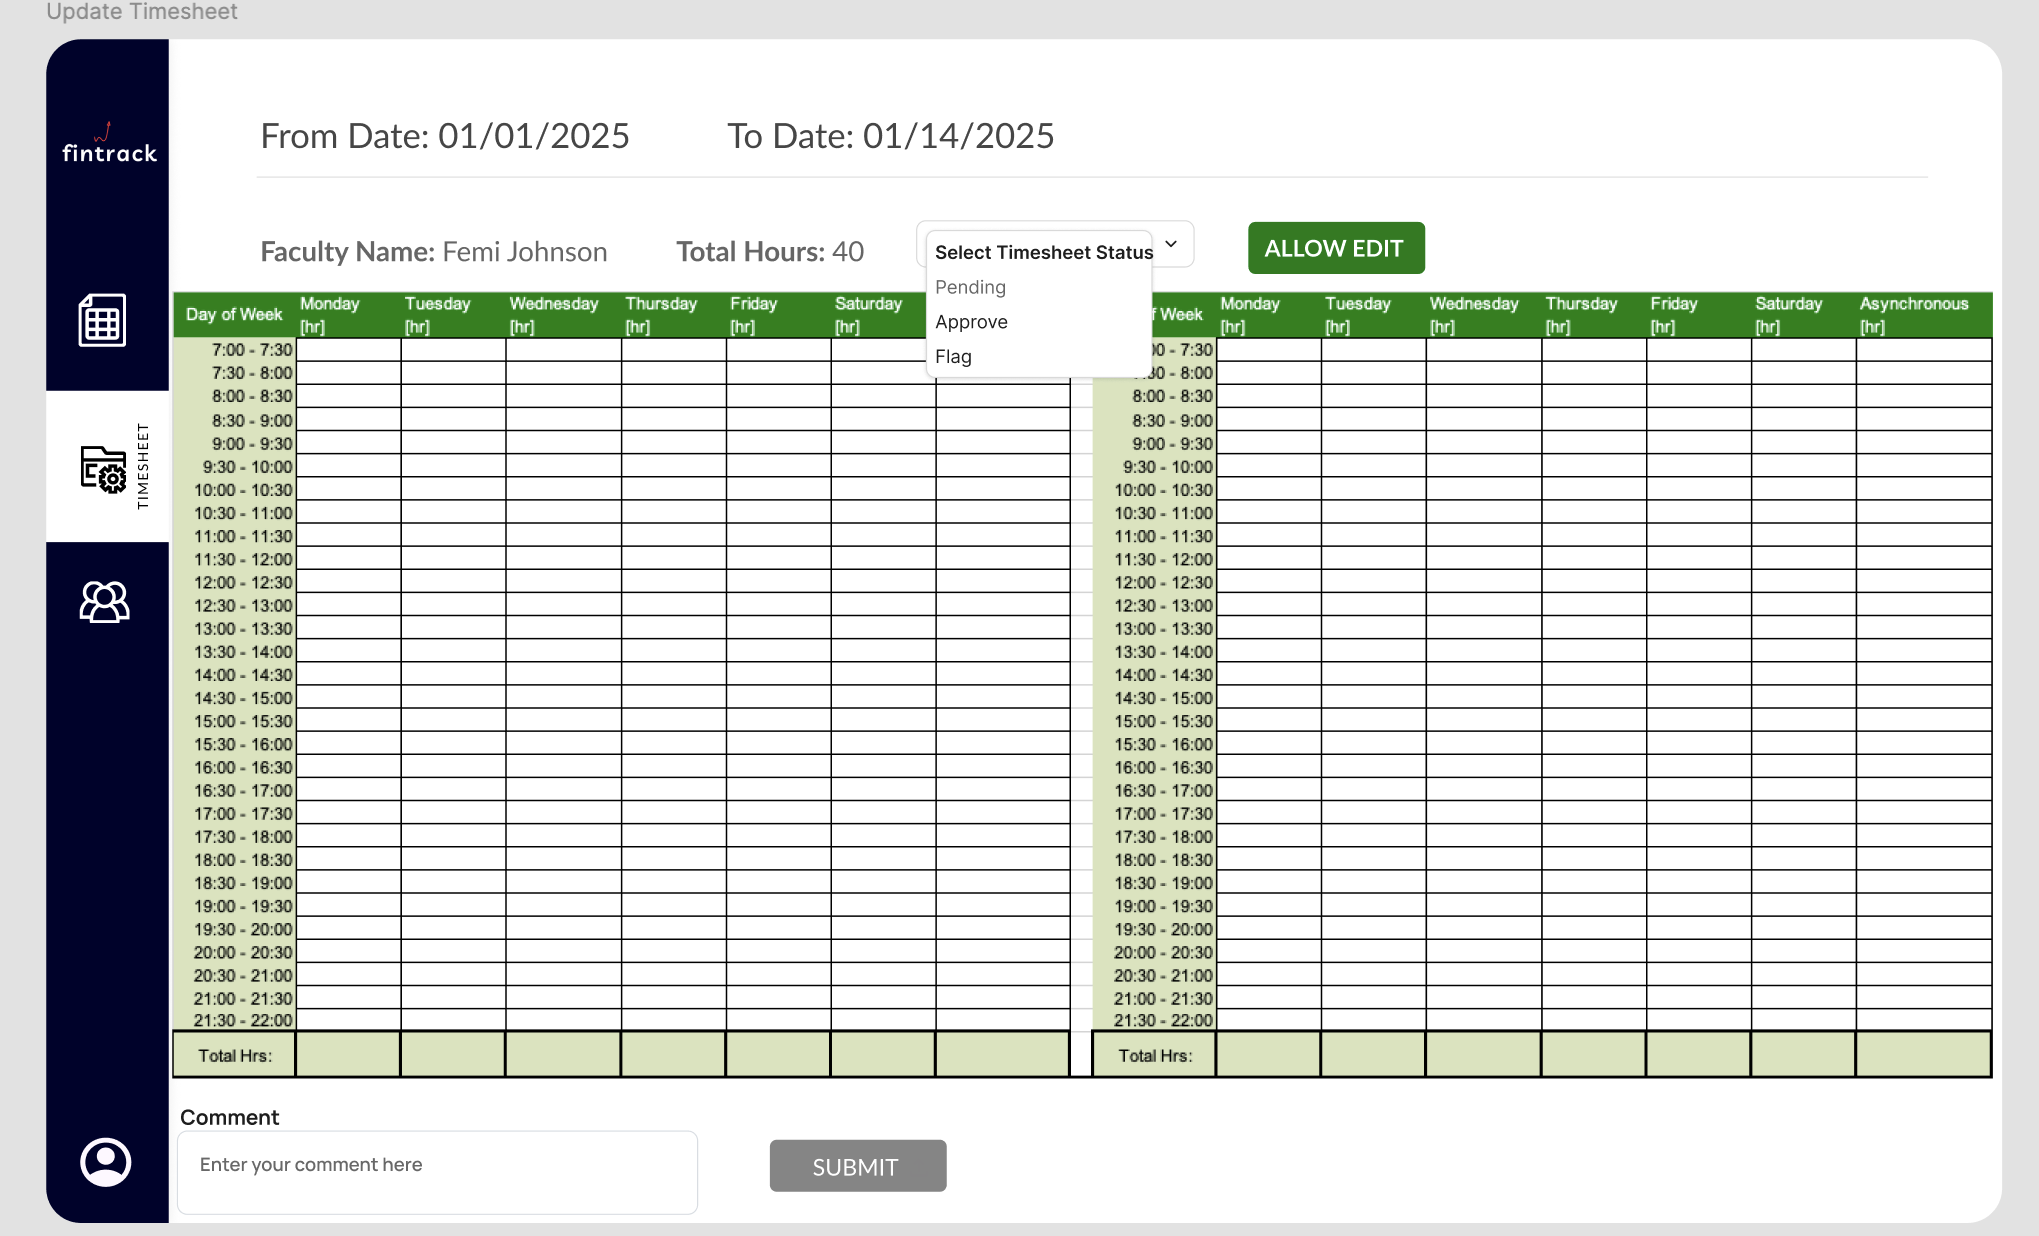 Update Timesheet
fintrack
From Date: 01/01/2025 To Date: 01/14/2025
Faculty Name: Femi Johnson Total Hours: 40
Select Timesheet Status
Pending
Approve
Flag
ALLOW EDIT
TIMESHEET
Day of Week Monday [hr] Tuesday [hr] Wednesday [hr] Thursday [hr] Friday [hr] Saturday [hr]
7:00 - 7:30
7:30 - 8:00
8:00 - 8:30
8:30 - 9:00
9:00 - 9:30
9:30 - 10:00
10:00 - 10:30
10:30 - 11:00
11:00 - 11:30
11:30 - 12:00
12:00 - 12:30
12:30 - 13:00
13:00 - 13:30
13:30 - 14:00
14:00 - 14:30
14:30 - 15:00
15:00 - 15:30
15:30 - 16:00
16:00 - 16:30
16:30 - 17:00
17:00 - 17:30
17:30 - 18:00
18:00 - 18:30
18:30 - 19:00
19:00 - 19:30
19:30 - 20:00
20:00 - 20:30
20:30 - 21:00
21:00 - 21:30
21:30 - 22:00
Total Hrs:
Week Monday [hr] Tuesday [hr] Wednesday [hr] Thursday [hr] Friday [hr] Saturday [hr] Asynchronous [hr]
- 7:30
- 8:00
8:00 - 8:30
8:30 - 9:00
9:00 - 9:30
9:30 - 10:00
10:00 - 10:30
10:30 - 11:00
11:00 - 11:30
11:30 - 12:00
12:00 - 12:30
12:30 - 13:00
13:00 - 13:30
13:30 - 14:00
14:00 - 14:30
14:30 - 15:00
15:00 - 15:30
15:30 - 16:00
16:00 - 16:30
16:30 - 17:00
17:00 - 17:30
17:30 - 18:00
18:00 - 18:30
18:30 - 19:00
19:00 - 19:30
19:30 - 20:00
20:00 - 20:30
20:30 - 21:00
21:00 - 21:30
21:30 - 22:00
Total Hrs:
Comment
Enter your comment here
SUBMIT